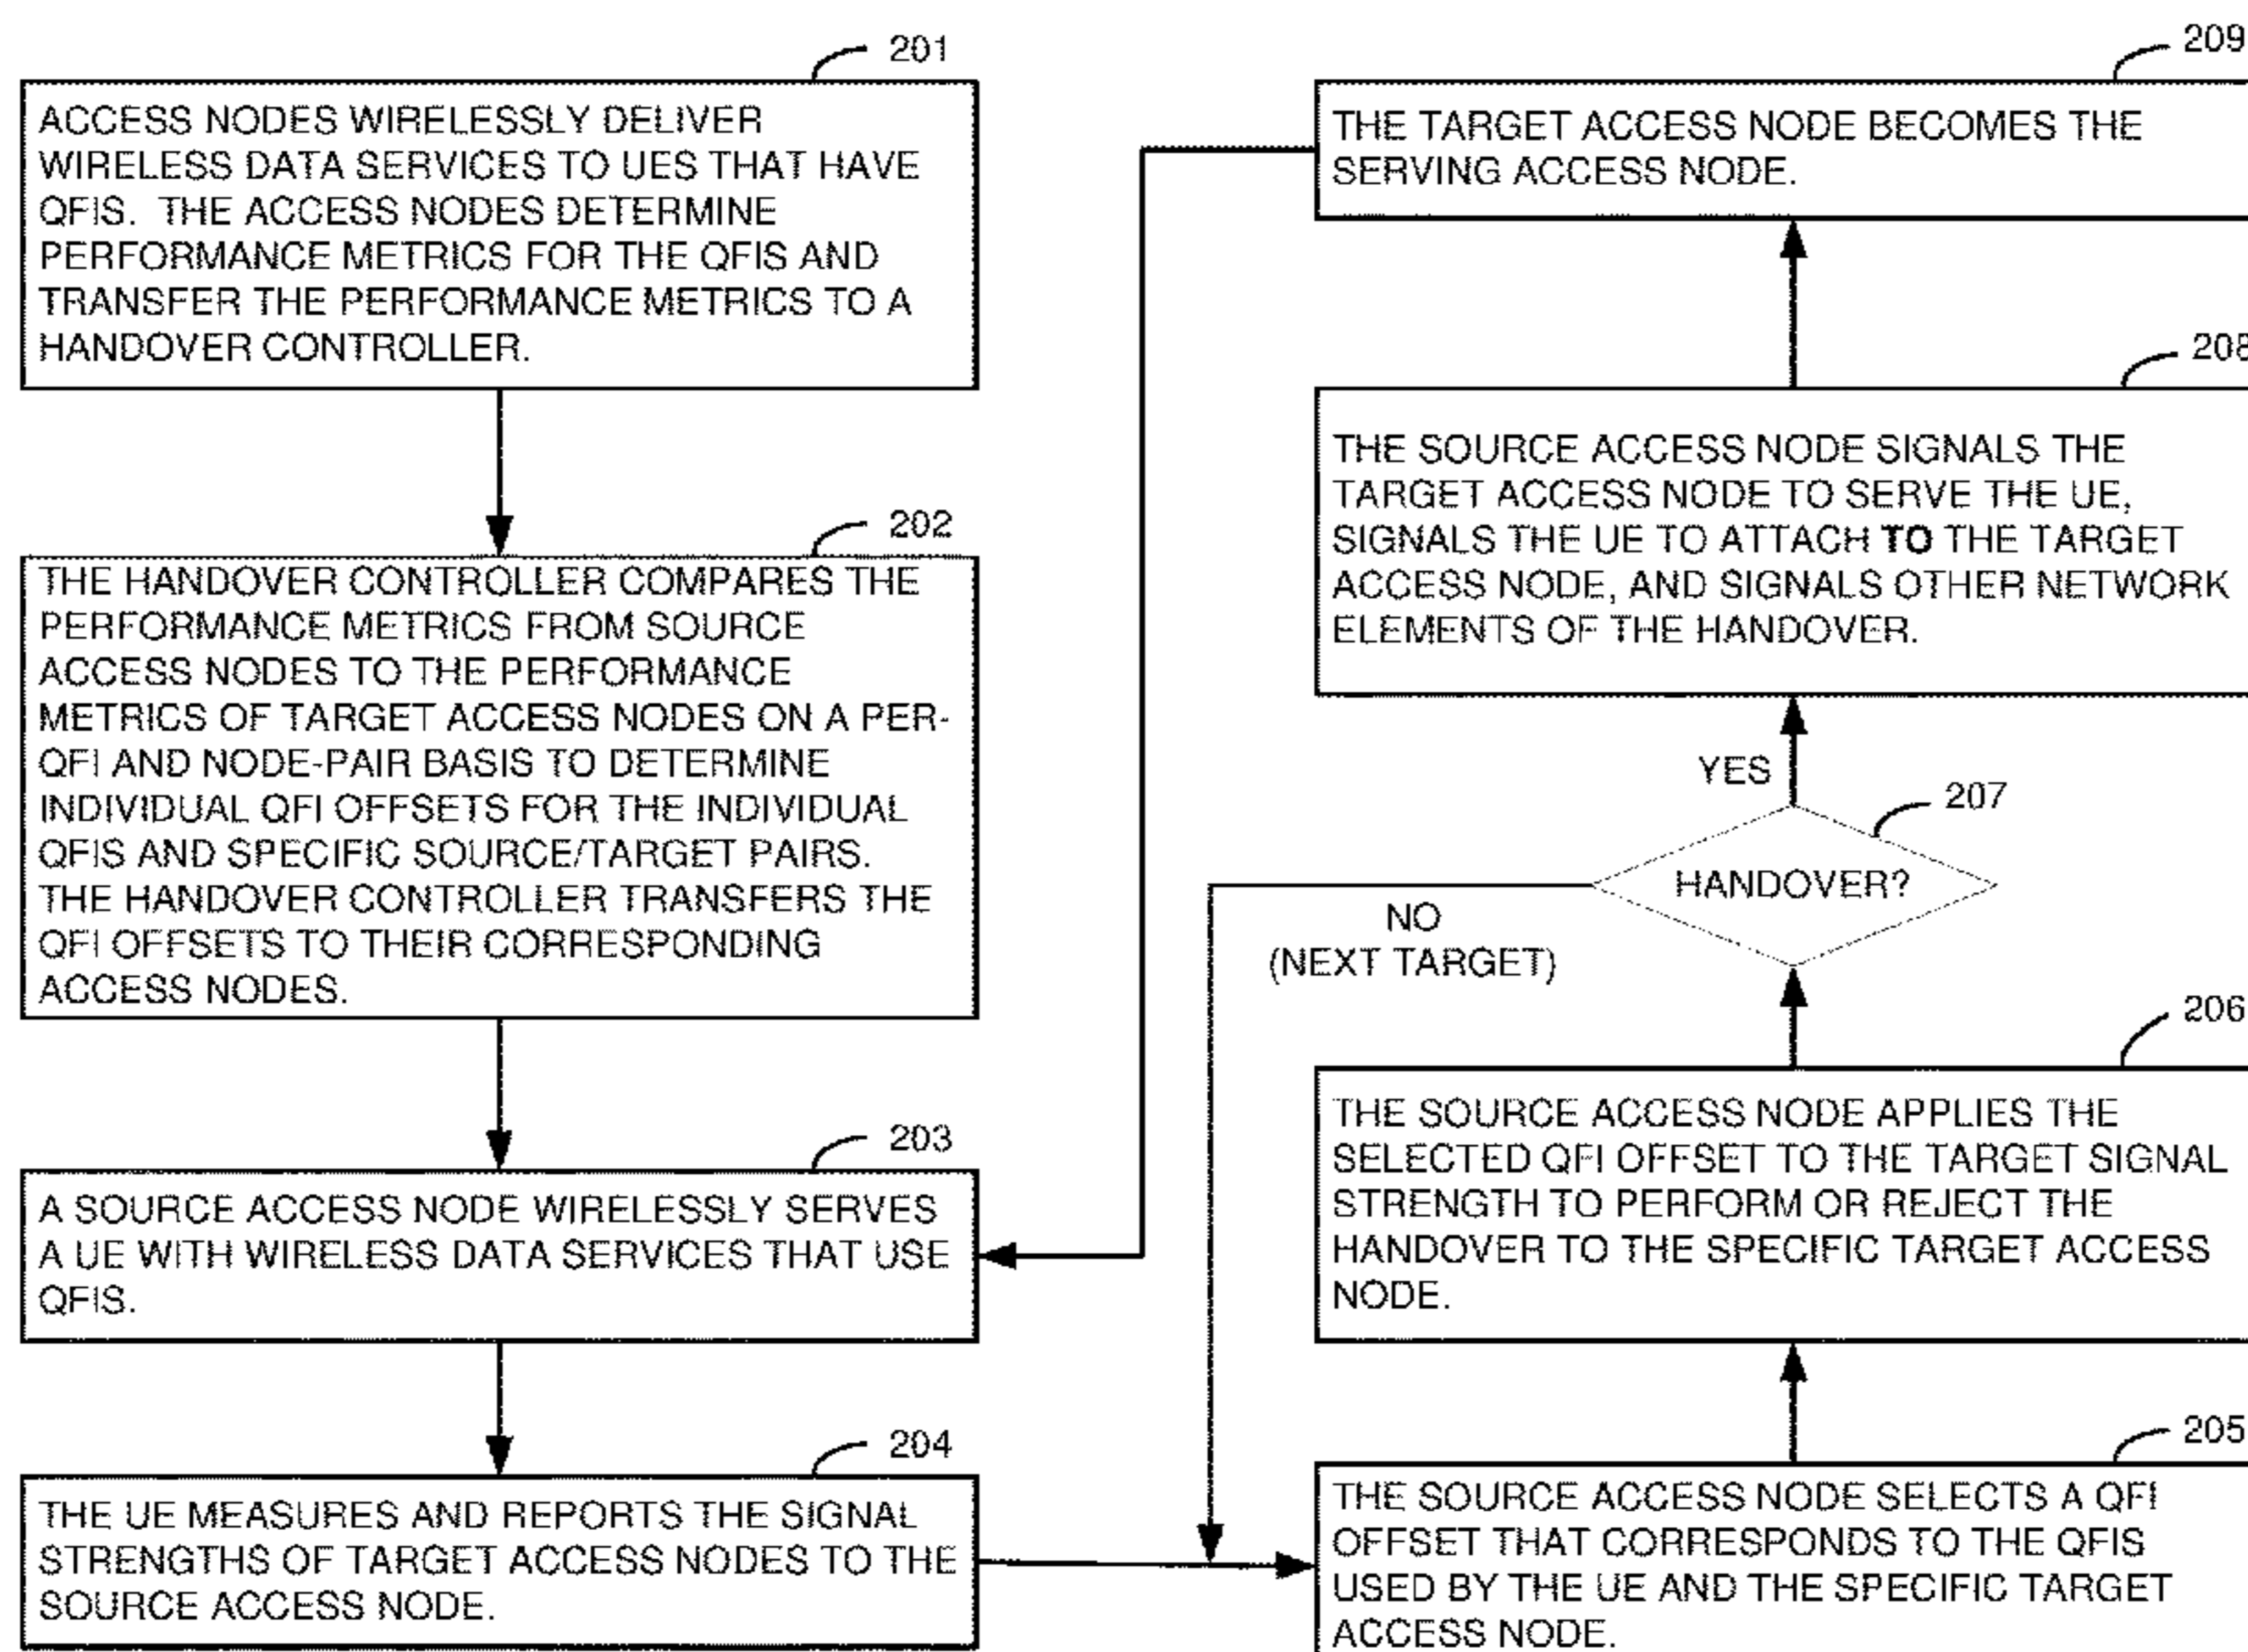 201
ACCESS NODES WIRELESSLY DELIVER
WIRELESS DATA SERVICES TO UES THAT HAVE
QFIS. THE ACCESS NODES DETERMINE
PERFORMANCE METRICS FOR THE QFIS AND
TRANSFER THE PERFORMANCE METRICS TO A
HANDOVER CONTROLLER.
202
THE HANDOVER CONTROLLER COMPARES THE
PERFORMANCE METRICS FROM SOURCE
ACCESS NODES TO THE PERFORMANCE
METRICS OF TARGET ACCESS NODES ON A PER-
QFI AND NODE-PAIR BASIS TO DETERMINE
INDIVIDUAL QFI OFFSETS FOR THE INDIVIDUAL
QFIS AND SPECIFIC SOURCE/TARGET PAIRS.
THE HANDOVER CONTROLLER TRANSFERS THE
QFI OFFSETS TO THEIR CORRESPONDING
ACCESS NODES.
203
A SOURCE ACCESS NODE WIRELESSLY SERVES
A UE WITH WIRELESS DATA SERVICES THAT USE
QFIS.
204
THE UE MEASURES AND REPORTS THE SIGNAL
STRENGTHS OF TARGET ACCESS NODES TO THE
SOURCE ACCESS NODE.
205
THE SOURCE ACCESS NODE SELECTS A QFI
OFFSET THAT CORRESPONDS TO THE QFIS
USED BY THE UE AND THE SPECIFIC TARGET
ACCESS NODE.
206
THE SOURCE ACCESS NODE APPLIES THE
SELECTED QFI OFFSET TO THE TARGET SIGNAL
STRENGTH TO PERFORM OR REJECT THE
HANDOVER TO THE SPECIFIC TARGET ACCESS
NODE.
207
HANDOVER?
NO
(NEXT TARGET)
YES
208
THE SOURCE ACCESS NODE SIGNALS THE
TARGET ACCESS NODE TO SERVE THE UE,
SIGNALS THE UE TO ATTACH TO THE TARGET
ACCESS NODE, AND SIGNALS OTHER NETWORK
ELEMENTS OF THE HANDOVER.
209
THE TARGET ACCESS NODE BECOMES THE
SERVING ACCESS NODE.